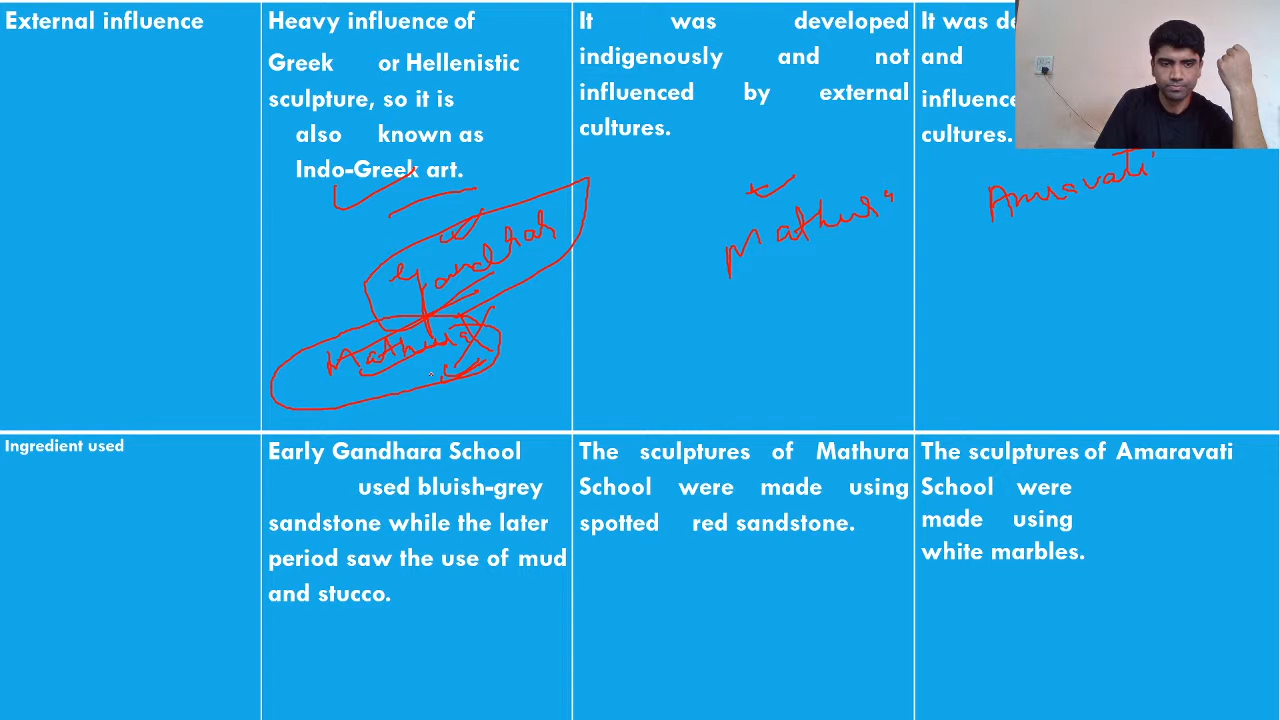 External influence
Heavy influence of
Greek or Hellenistic
sculpture, so it is
also known as
Indo-Greek art.
Gandhar
Mathura
It was developed
indigenously and not
influenced by external
cultures.
Mathura
It was de
and
influence
cultures.
Amravati
Ingredient used
Early Gandhara School
used bluish-grey
sandstone while the later
period saw the use of mud
and stucco.
The sculptures of Mathura
School were made using
spotted red sandstone.
The sculptures of Amaravati
School were
made using
white marbles.